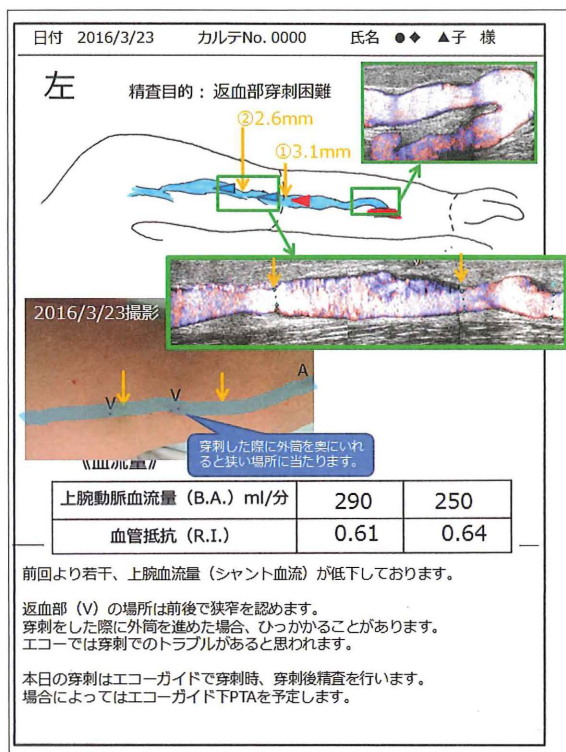 日付 2016/3/23 カルテNo. 0000 氏名 ●◆ ▲子 様
左 精査目的：返血部穿刺困難
②2.6mm
①3.1mm
2016/3/23撮影
A
V V
穿刺した際に外筒を奥にいれ
ると狭い場所に当たります。
《血流量》
上腕動脈血流量（B.A.）ml/分 290 250
血管抵抗（R.I.） 0.61 0.64
前回より若干、上腕血流量（シャント血流）が低下しております。
返血部（V）の場所は前後で狭窄を認めます。
穿刺をした際に外筒を進めた場合、ひっかかることがあります。
エコーでは穿刺でのトラブルがあると思われます。
本日の穿刺はエコーガイドで穿刺時、穿刺後精査を行います。
場合によってはエコーガイド下PTAを予定します。